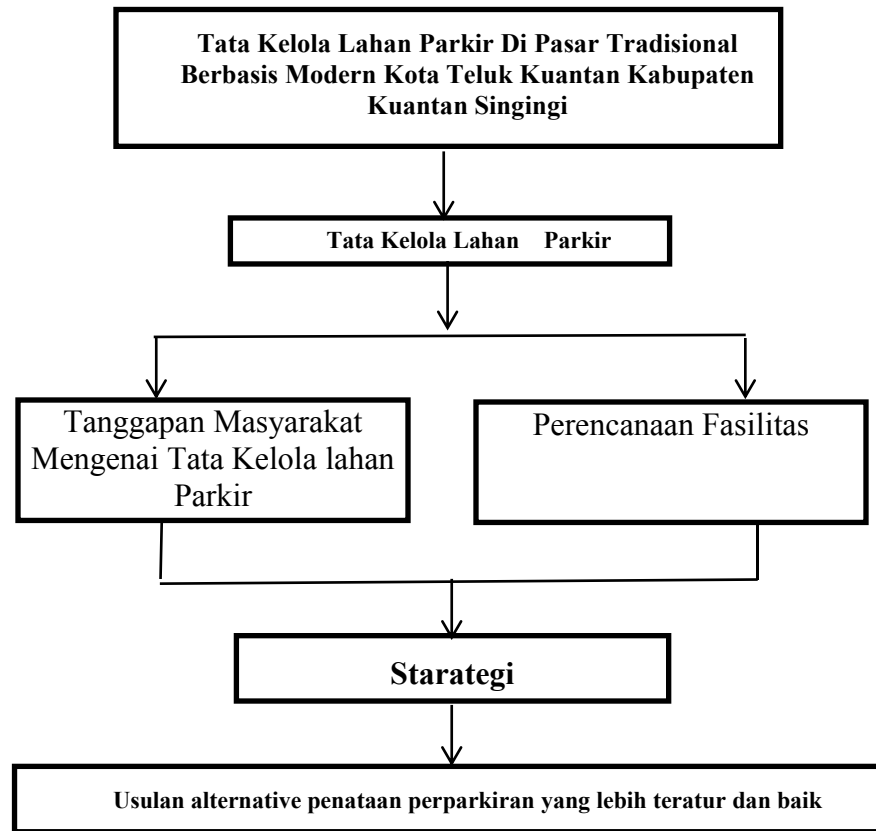 Tata Kelola Lahan Parkir Di Pasar Tradisional
Berbasis Modern Kota Teluk Kuantan Kabupaten
Kuantan Singingi
Tata Kelola Lahan Parkir
Tanggapan Masyarakat
Mengenai Tata Kelola lahan
Parkir
Perencanaan Fasilitas
Starategi
Usulan alternative penataan perparkiran yang lebih teratur dan baik